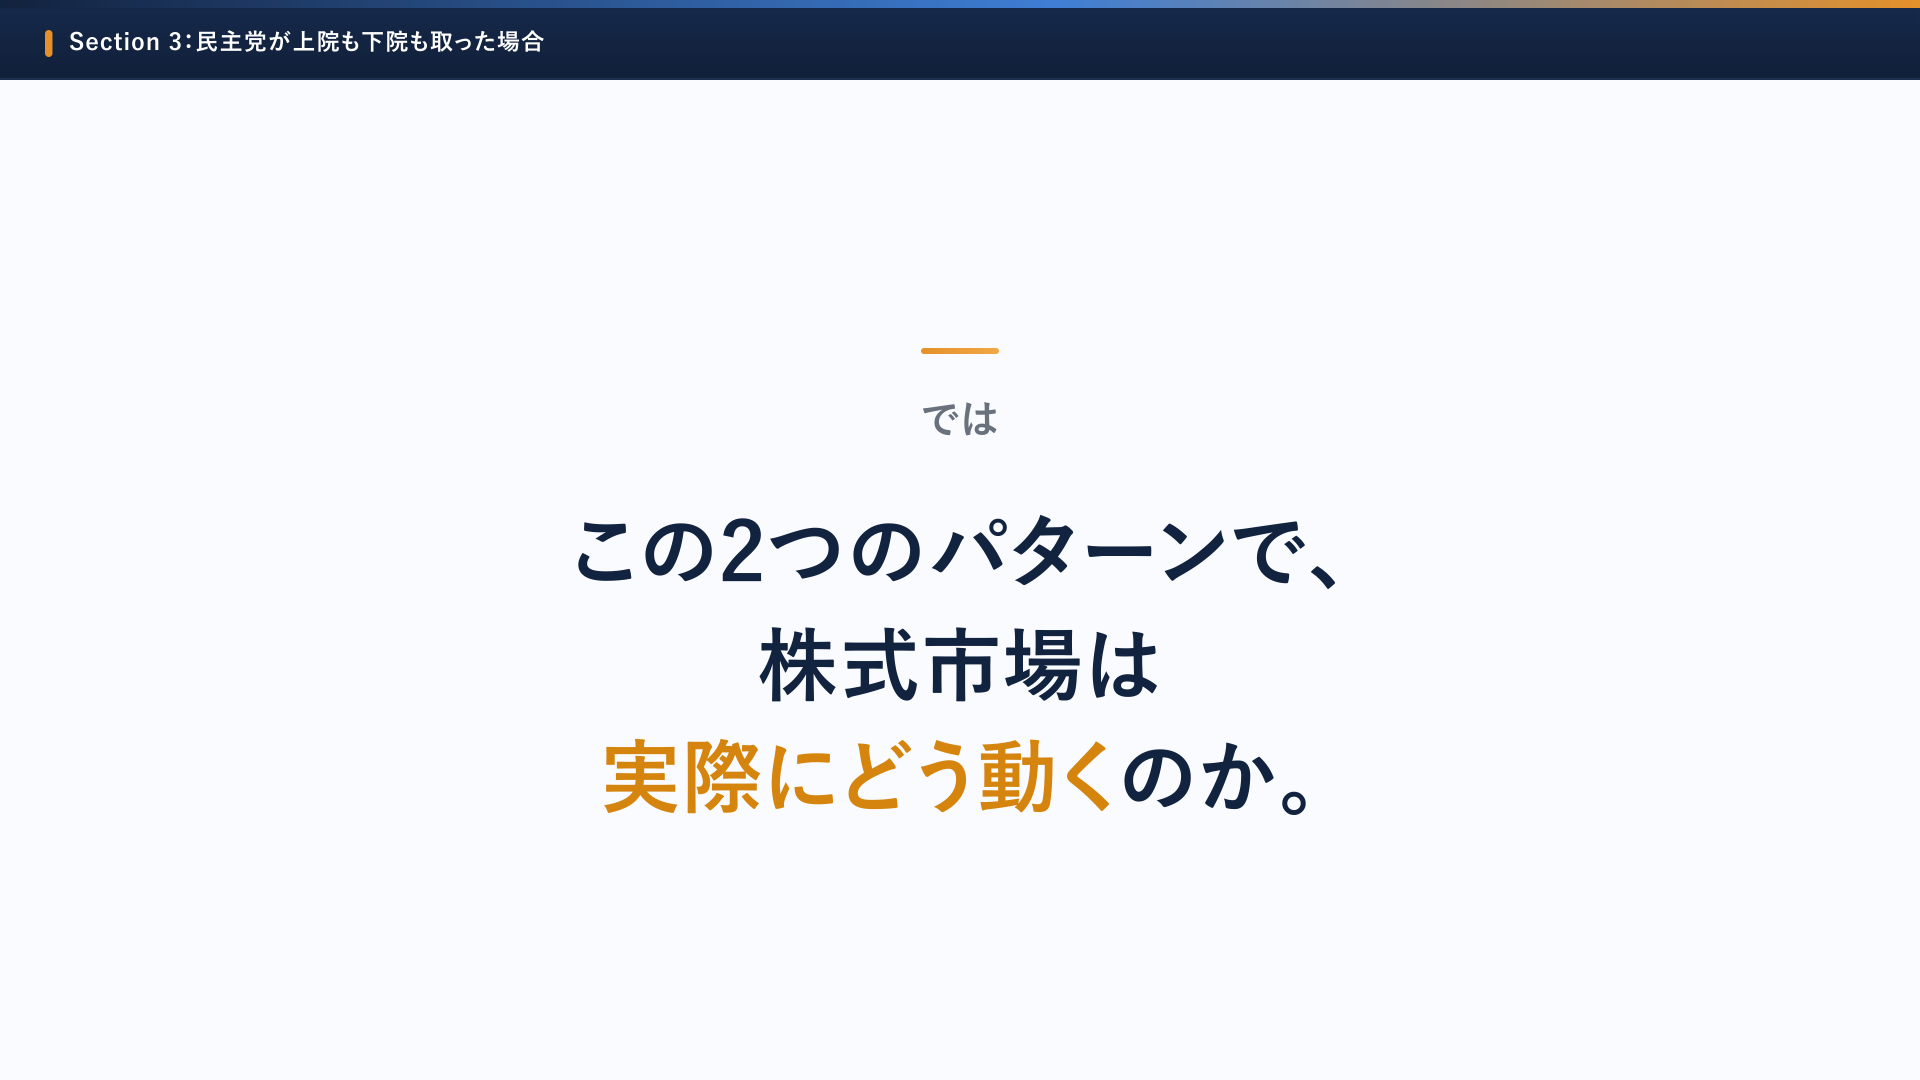 Section 3：民主党が上院も下院も取った場合
では
この2つのパターンで、
株式市場は
実際にどう動くのか。